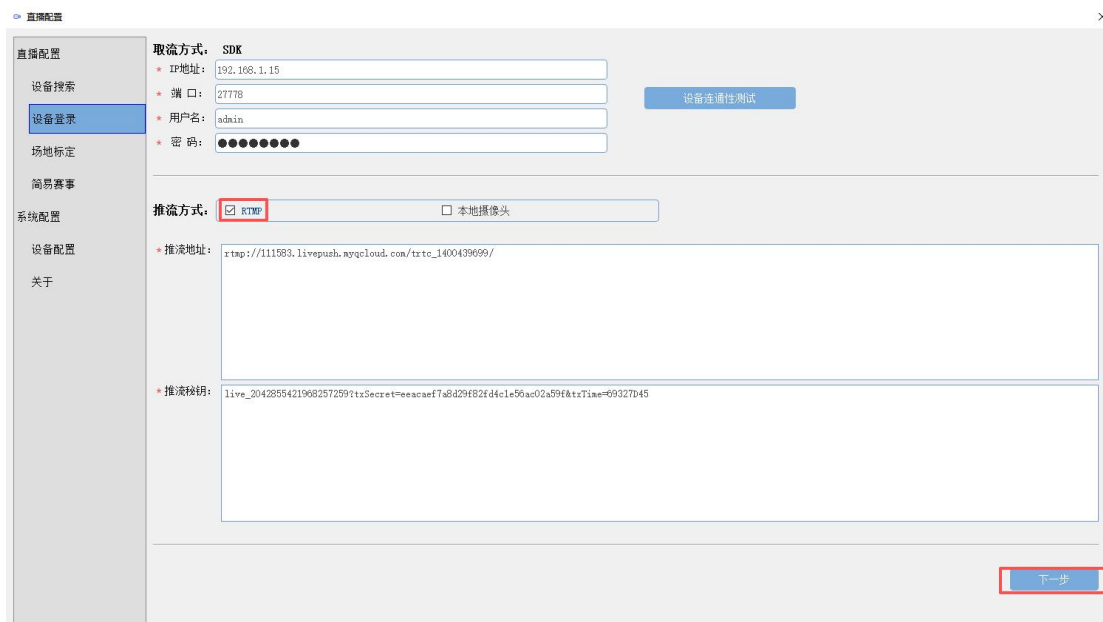 直播配置
直播配置
设备搜索
设备登录
场地标定
简易赛事
系统配置
设备配置
关于
取流方式: SDK
* IP地址: 192.168.1.15
* 端口: 27778
设备连通性测试
* 用户名: admin
* 密码: ●●●●●●●●
推流方式: RTMP 本地摄像头
*推流地址: rtmp://111583.livepush.myqcloud.com/trtc_1400439699/
*推流秘钥: live_2042855421968257259?txSecret=eeacaef7a8d29f82fd4c1e56ac02a59f&txTime=69327D45
下一步